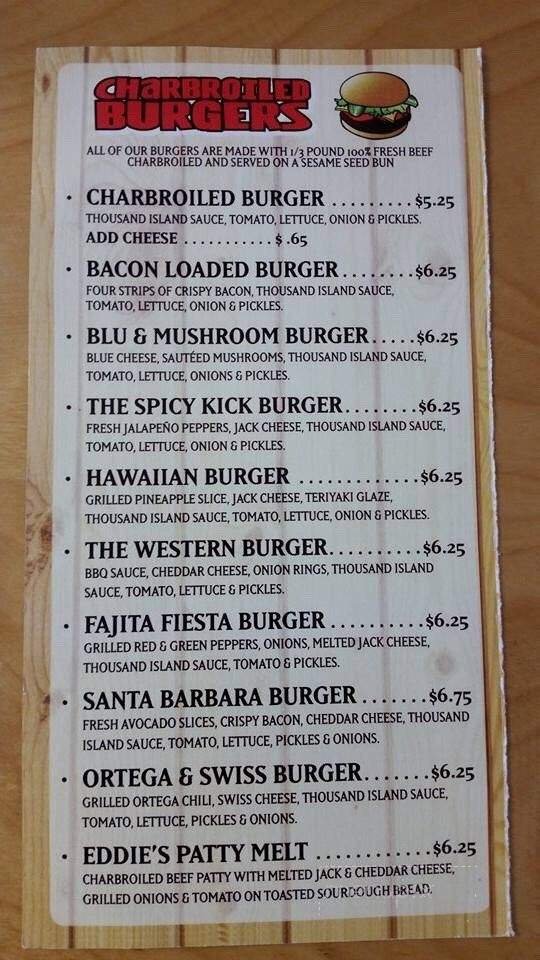 CHARBROILED
BURGERS
ALL OF OUR BURGERS ARE MADE WITH 1/3 POUND 100% FRESH BEEF
CHARBROILED AND SERVED ON A SESAME SEED BUN
• CHARBROILED BURGER ......... $5.25
THOUSAND ISLAND SAUCE, TOMATO, LETTUCE, ONION & PICKLES.
ADD CHEESE ........... $ .65
• BACON LOADED BURGER ........ $6.25
FOUR STRIPS OF CRISPY BACON, THOUSAND ISLAND SAUCE,
TOMATO, LETTUCE, ONION & PICKLES.
• BLU & MUSHROOM BURGER ..... $6.25
BLUE CHEESE, SAUTÉED MUSHROOMS, THOUSAND ISLAND SAUCE,
TOMATO, LETTUCE, ONIONS & PICKLES.
• THE SPICY KICK BURGER ........ $6.25
FRESH JALAPEÑO PEPPERS, JACK CHEESE, THOUSAND ISLAND SAUCE,
TOMATO, LETTUCE, ONION & PICKLES.
• HAWAIIAN BURGER ............. $6.25
GRILLED PINEAPPLE SLICE, JACK CHEESE, TERIYAKI GLAZE,
THOUSAND ISLAND SAUCE, TOMATO, LETTUCE, ONION & PICKLES.
• THE WESTERN BURGER .......... $6.25
BBQ SAUCE, CHEDDAR CHEESE, ONION RINGS, THOUSAND ISLAND
SAUCE, TOMATO, LETTUCE & PICKLES.
• FAJITA FIESTA BURGER .......... $6.25
GRILLED RED & GREEN PEPPERS, ONIONS, MELTED JACK CHEESE,
THOUSAND ISLAND SAUCE, TOMATO & PICKLES.
• SANTA BARBARA BURGER ....... $6.75
FRESH AVOCADO SLICES, CRISPY BACON, CHEDDAR CHEESE, THOUSAND
ISLAND SAUCE, TOMATO, LETTUCE, PICKLES & ONIONS.
• ORTEGA & SWISS BURGER ....... $6.25
GRILLED ORTEGA CHILI, SWISS CHEESE, THOUSAND ISLAND SAUCE,
TOMATO, LETTUCE, PICKLES & ONIONS.
• EDDIE'S PATTY MELT ............ $6.25
CHARBROILED BEEF PATTY WITH MELTED JACK & CHEDDAR CHEESE,
GRILLED ONIONS & TOMATO ON TOASTED SOURDOUGH BREAD.